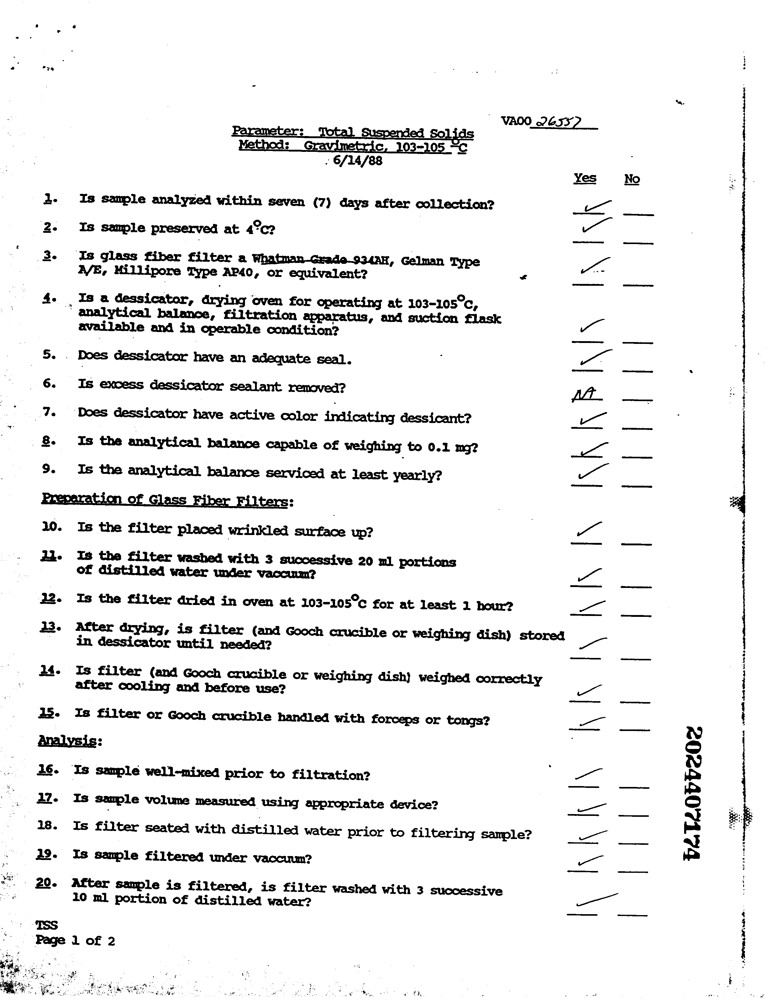 VA00 26557
Parameter: Total Suspended Solids
Method: Gravimetric, 103-105 °C
6/14/88
Yes No
1. Is sample analyzed within seven (7) days after collection? ✓
2. Is sample preserved at 4°C? ✓
3. Is glass fiber filter a Whatman Grade 934AH, Gelman Type
A/E, Millipore Type AP40, or equivalent? ✓
4. Is a dessicator, drying oven for operating at 103-105°C,
analytical balance, filtration apparatus, and suction flask
available and in operable condition? ✓
5. Does dessicator have an adequate seal. ✓
6. Is excess dessicator sealant removed? NA
7. Does dessicator have active color indicating dessicant? ✓
8. Is the analytical balance capable of weighing to 0.1 mg? ✓
9. Is the analytical balance serviced at least yearly? ✓
Preparation of Glass Fiber Filters:
10. Is the filter placed wrinkled surface up? ✓
11. Is the filter washed with 3 successive 20 ml portions
of distilled water under vaccuum? ✓
12. Is the filter dried in oven at 103-105°C for at least 1 hour? ✓
13. After drying, is filter (and Gooch crucible or weighing dish) stored
in dessicator until needed? ✓
14. Is filter (and Gooch crucible or weighing dish) weighed correctly
after cooling and before use? ✓
15. Is filter or Gooch crucible handled with forceps or tongs? ✓
Analysis:
16. Is sample well-mixed prior to filtration? ✓
17. Is sample volume measured using appropriate device? ✓
18. Is filter seated with distilled water prior to filtering sample? ✓
19. Is sample filtered under vaccuum? ✓
20. After sample is filtered, is filter washed with 3 successive
10 ml portion of distilled water? ✓
TSS
Page 1 of 2
2024407174